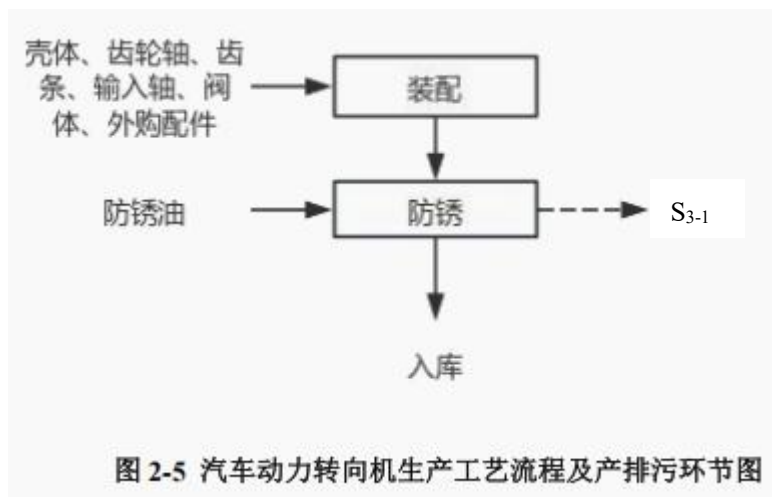 壳体、齿轮轴、齿
条、输入轴、阀
体、外购配件
装配
防锈油
防锈
S3-1
入库
图 2-5 汽车动力转向机生产工艺流程及产排污环节图